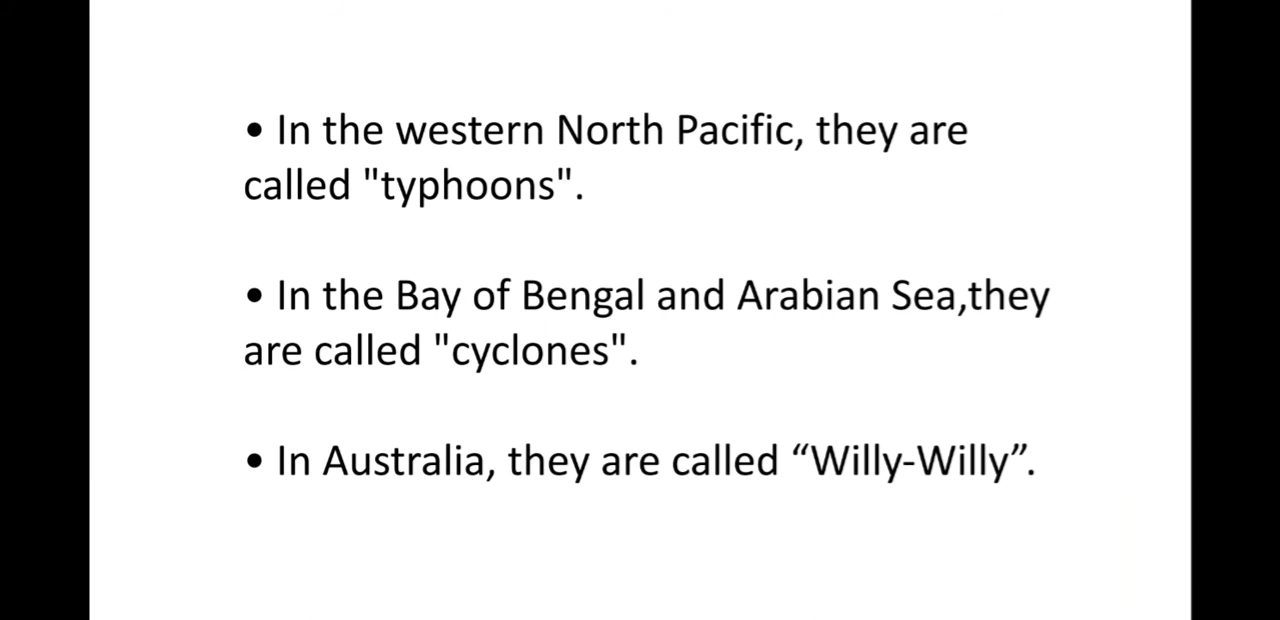 • In the western North Pacific, they are
called "typhoons".
• In the Bay of Bengal and Arabian Sea,they
are called "cyclones".
• In Australia, they are called “Willy-Willy”.